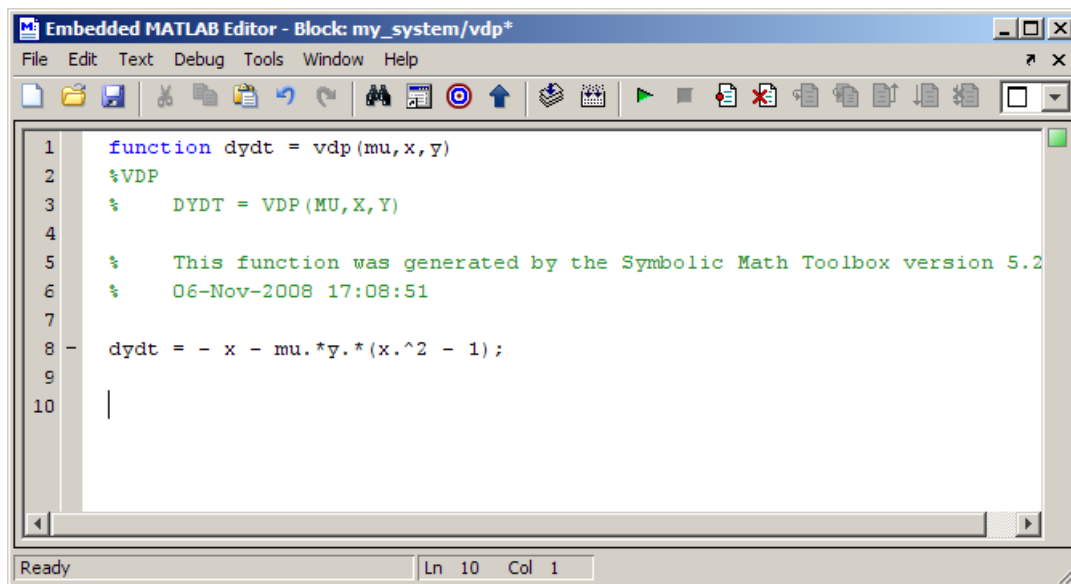 Embedded MATLAB Editor - Block: my_system/vdp*
File Edit Text Debug Tools Window Help
1 function dydt = vdp(mu,x,y)
2 %VDP
3 %    DYDT = VDP(MU,X,Y)
4
5 %    This function was generated by the Symbolic Math Toolbox version 5.2
6 %    06-Nov-2008 17:08:51
7
8 - dydt = - x - mu.*y.*(x.^2 - 1);
9
10
Ready Ln 10 Col 1